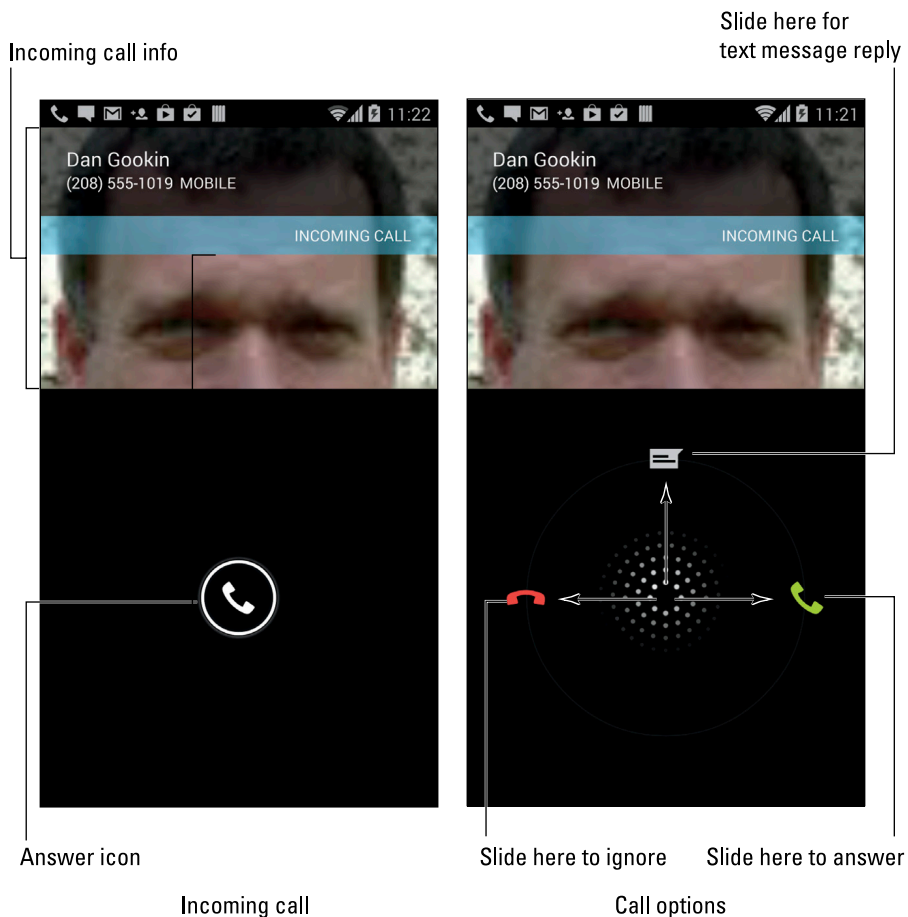 Slide here for
text message reply
Incoming call info
11:22
Dan Gookin
(208) 555-1019 MOBILE
INCOMING CALL
11:21
Dan Gookin
(208) 555-1019 MOBILE
INCOMING CALL
Answer icon
Slide here to ignore
Slide here to answer
Incoming call
Call options